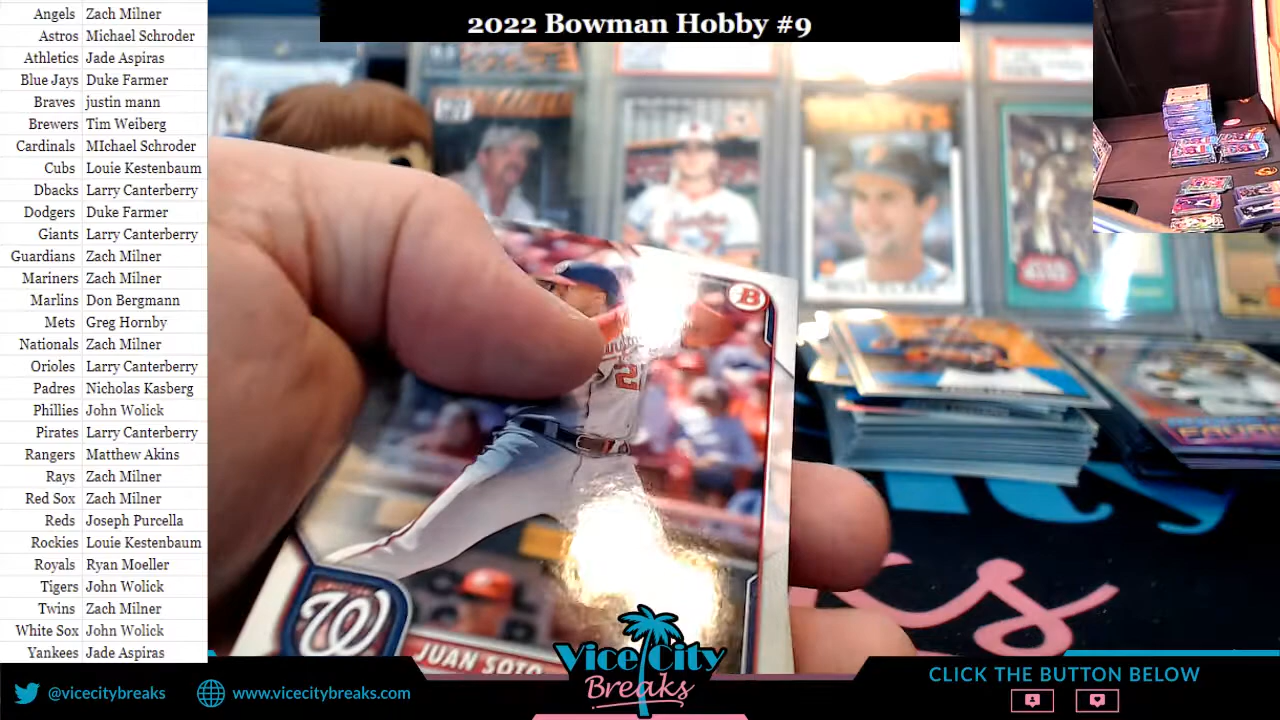 2022 Bowman Hobby #9
Angels Zach Milner
Astros Michael Schroder
Athletics Jade Aspiras
Blue Jays Duke Farmer
Braves justin mann
Brewers Tim Weiberg
Cardinals MIchael Schroder
Cubs Louie Kestenbaum
Dbacks Larry Canterberry
Dodgers Duke Farmer
Giants Larry Canterberry
Guardians Zach Milner
Mariners Zach Milner
Marlins Don Bergmann
Mets Greg Hornby
Nationals Zach Milner
Orioles Larry Canterberry
Padres Nicholas Kasberg
Phillies John Wolick
Pirates Larry Canterberry
Rangers Matthew Akins
Rays Zach Milner
Red Sox Zach Milner
Reds Joseph Purcella
Rockies Louie Kestenbaum
Royals Ryan Moeller
Tigers John Wolick
Twins Zach Milner
White Sox John Wolick
Yankees Jade Aspiras
B
W
JUAN SOTO
Vice City
Breaks
@vicecitybreaks
www.vicecitybreaks.com
CLICK THE BUTTON BELOW